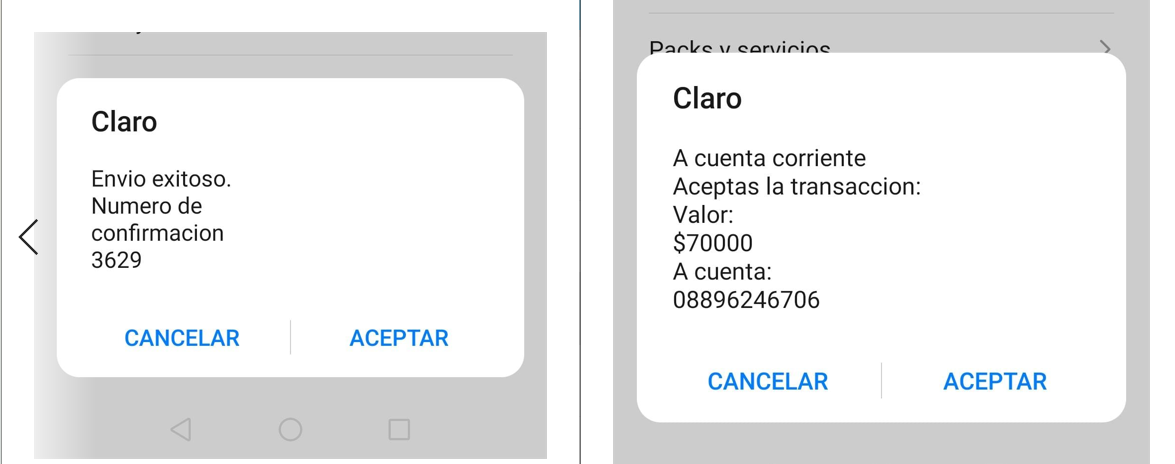 Claro
Envio exitoso.
Numero de
confirmacion
3629
CANCELAR
ACEPTAR
Packs y servicios
Claro
A cuenta corriente
Aceptas la transaccion:
Valor:
$70000
A cuenta:
08896246706
CANCELAR
ACEPTAR